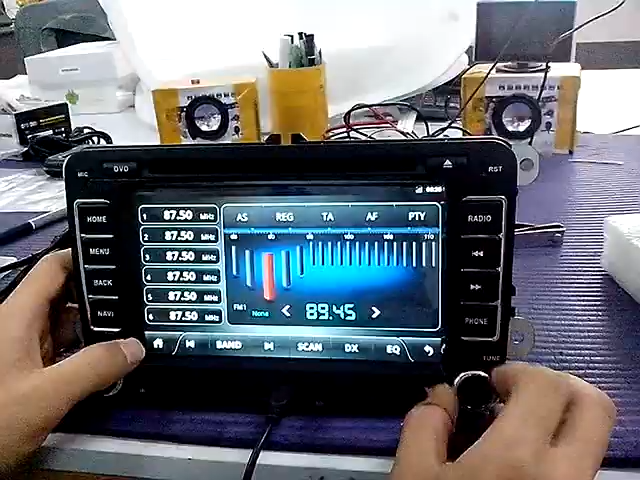 MIC
DVD
RST
HOME
MENU
BACK
NAVI
1 87.50 MHz
2 87.50 MHz
3 87.50 MHz
4 87.50 MHz
5 87.50 MHz
6 87.50 MHz
AS REG TA AF PTY
FM1
None
< 89.45 >
BAND SCAN DX EQ
RADIO
PHONE
TUNE